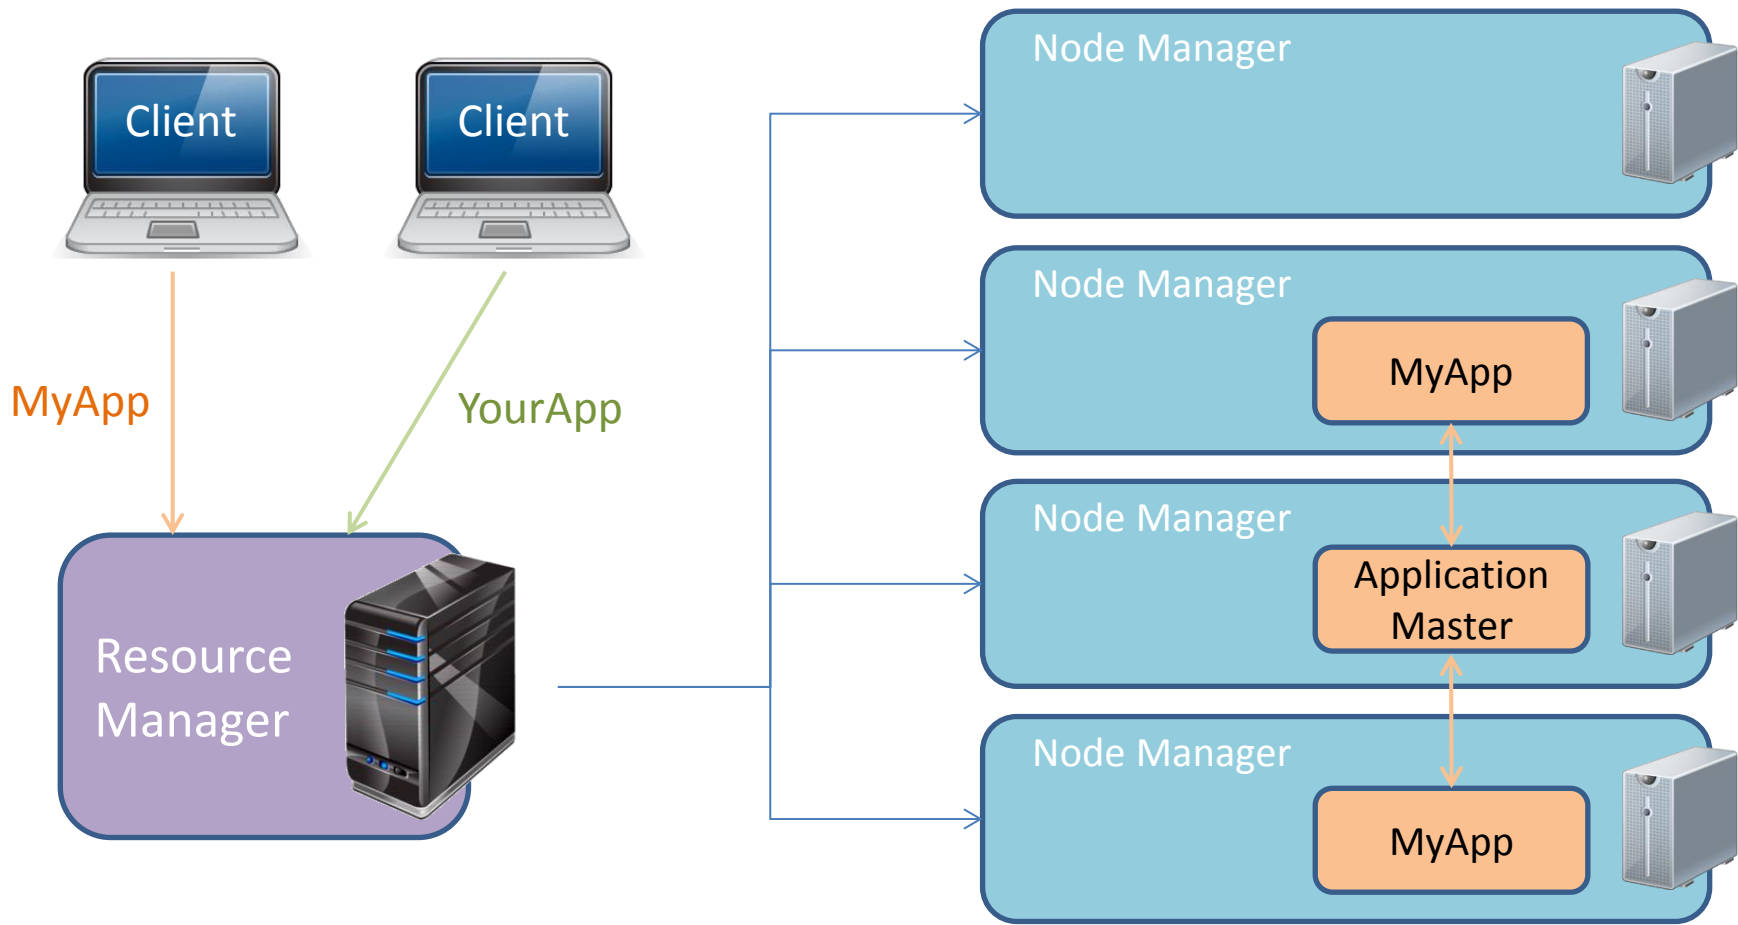 Client
Client
MyApp
YourApp
Resource
Manager
Node Manager
Node Manager
MyApp
Node Manager
Application
Master
Node Manager
MyApp